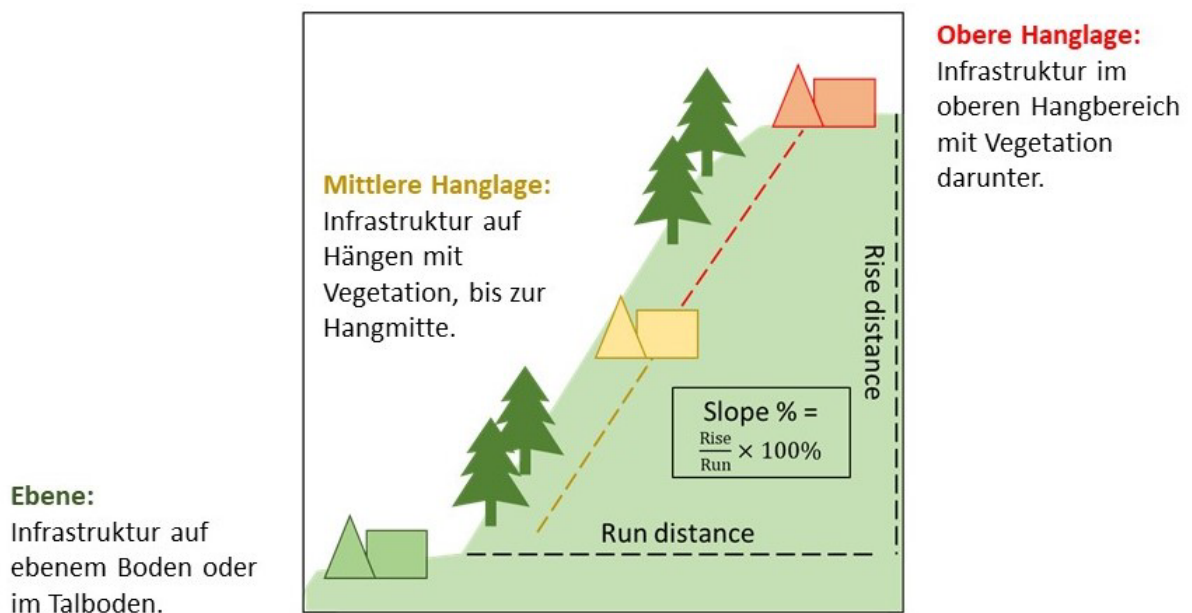 Obere Hanglage:
Infrastruktur im
oberen Hangbereich
mit Vegetation
darunter.
Mittlere Hanglage:
Infrastruktur auf
Hängen mit
Vegetation, bis zur
Hangmitte.
Rise distance
Slope % =
Rise
Run × 100%
Run distance
Ebene:
Infrastruktur auf
ebenem Boden oder
im Talboden.